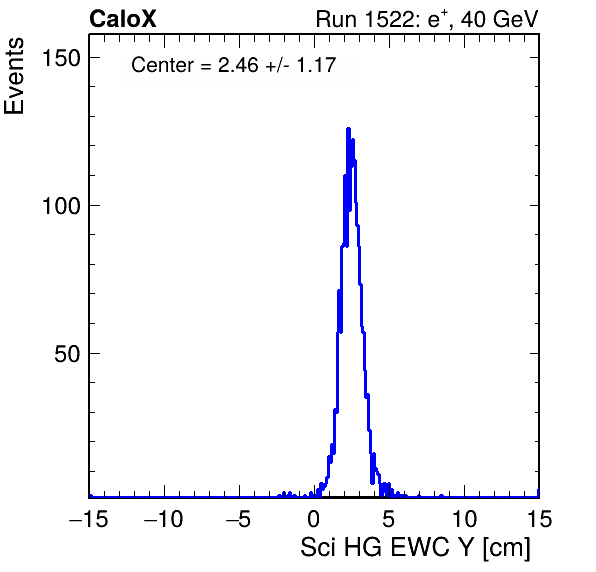 CaloX Run 1522: e+, 40 GeV
Center = 2.46 +/- 1.17
Events
150
100
50
−15 −10 −5 0 5 10 15
Sci HG EWC Y [cm]